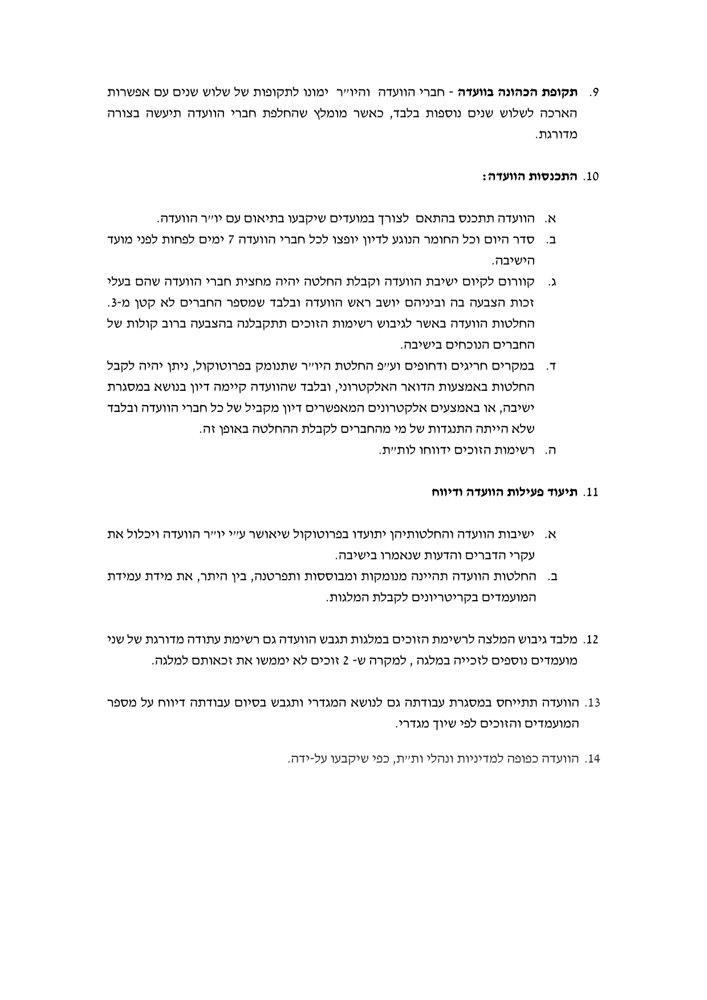 9. תקופת הכהונה בוועדה - חברי הוועדה והיו״ר ימונו לתקופות של שלוש שנים עם אפשרות
הארכה לשלוש שנים נוספות בלבד, כאשר מומלץ שהחלפת חברי הוועדה תיעשה בצורה
מדורגת.
10. התכנסות הוועדה:
א. הוועדה תתכנס בהתאם לצורך במועדים שיקבעו בתיאום עם יו״ר הוועדה.
ב. סדר היום וכל החומר הנוגע לדיון יופצו לכל חברי הוועדה 7 ימים לפחות לפני מועד
הישיבה.
ג. קוורום לקיום ישיבת הוועדה וקבלת החלטה יהיה מחצית חברי הוועדה שהם בעלי
זכות הצבעה בה וביניהם יושב ראש הוועדה ובלבד שמספר החברים לא קטן מ-3.
החלטות הוועדה באשר לגיבוש רשימות הזוכים תתקבלנה בהצבעה ברוב קולות של
החברים הנוכחים בישיבה.
ד. במקרים חריגים ודחופים וע״פ החלטת היו״ר שתנומק בפרוטוקול, ניתן יהיה לקבל
החלטות באמצעות הדואר האלקטרוני, ובלבד שהוועדה קיימה דיון בנושא במסגרת
ישיבה, או באמצעים אלקטרונים המאפשרים דיון מקביל של כל חברי הוועדה ובלבד
שלא הייתה התנגדות של מי מהחברים לקבלת ההחלטה באופן זה.
ה. רשימות הזוכים ידווחו לות״ת.
11. תיעוד פעילות הוועדה ודיווח
א. ישיבות הוועדה והחלטותיהן יתועדו בפרוטוקול שיאושר ע״י יו״ר הוועדה ויכלול את
עקרי הדברים והדעות שנאמרו בישיבה.
ב. החלטות הוועדה תהיינה מנומקות ומבוססות ותפרטנה, בין היתר, את מידת עמידת
המועמדים בקריטריונים לקבלת המלגות.
12. מלבד גיבוש המלצה לרשימת הזוכים במלגות תגבש הוועדה גם רשימת עתודה מדורגת של שני
מועמדים נוספים לזכייה במלגה , למקרה ש- 2 זוכים לא יממשו את זכאותם למלגה.
13. הוועדה תתייחס במסגרת עבודתה גם לנושא המגדרי ותגבש בסיום עבודתה דיווח על מספר
המועמדים והזוכים לפי שיוך מגדרי.
14. הוועדה כפופה למדיניות ונהלי ות״ת, כפי שיקבעו על-ידה.